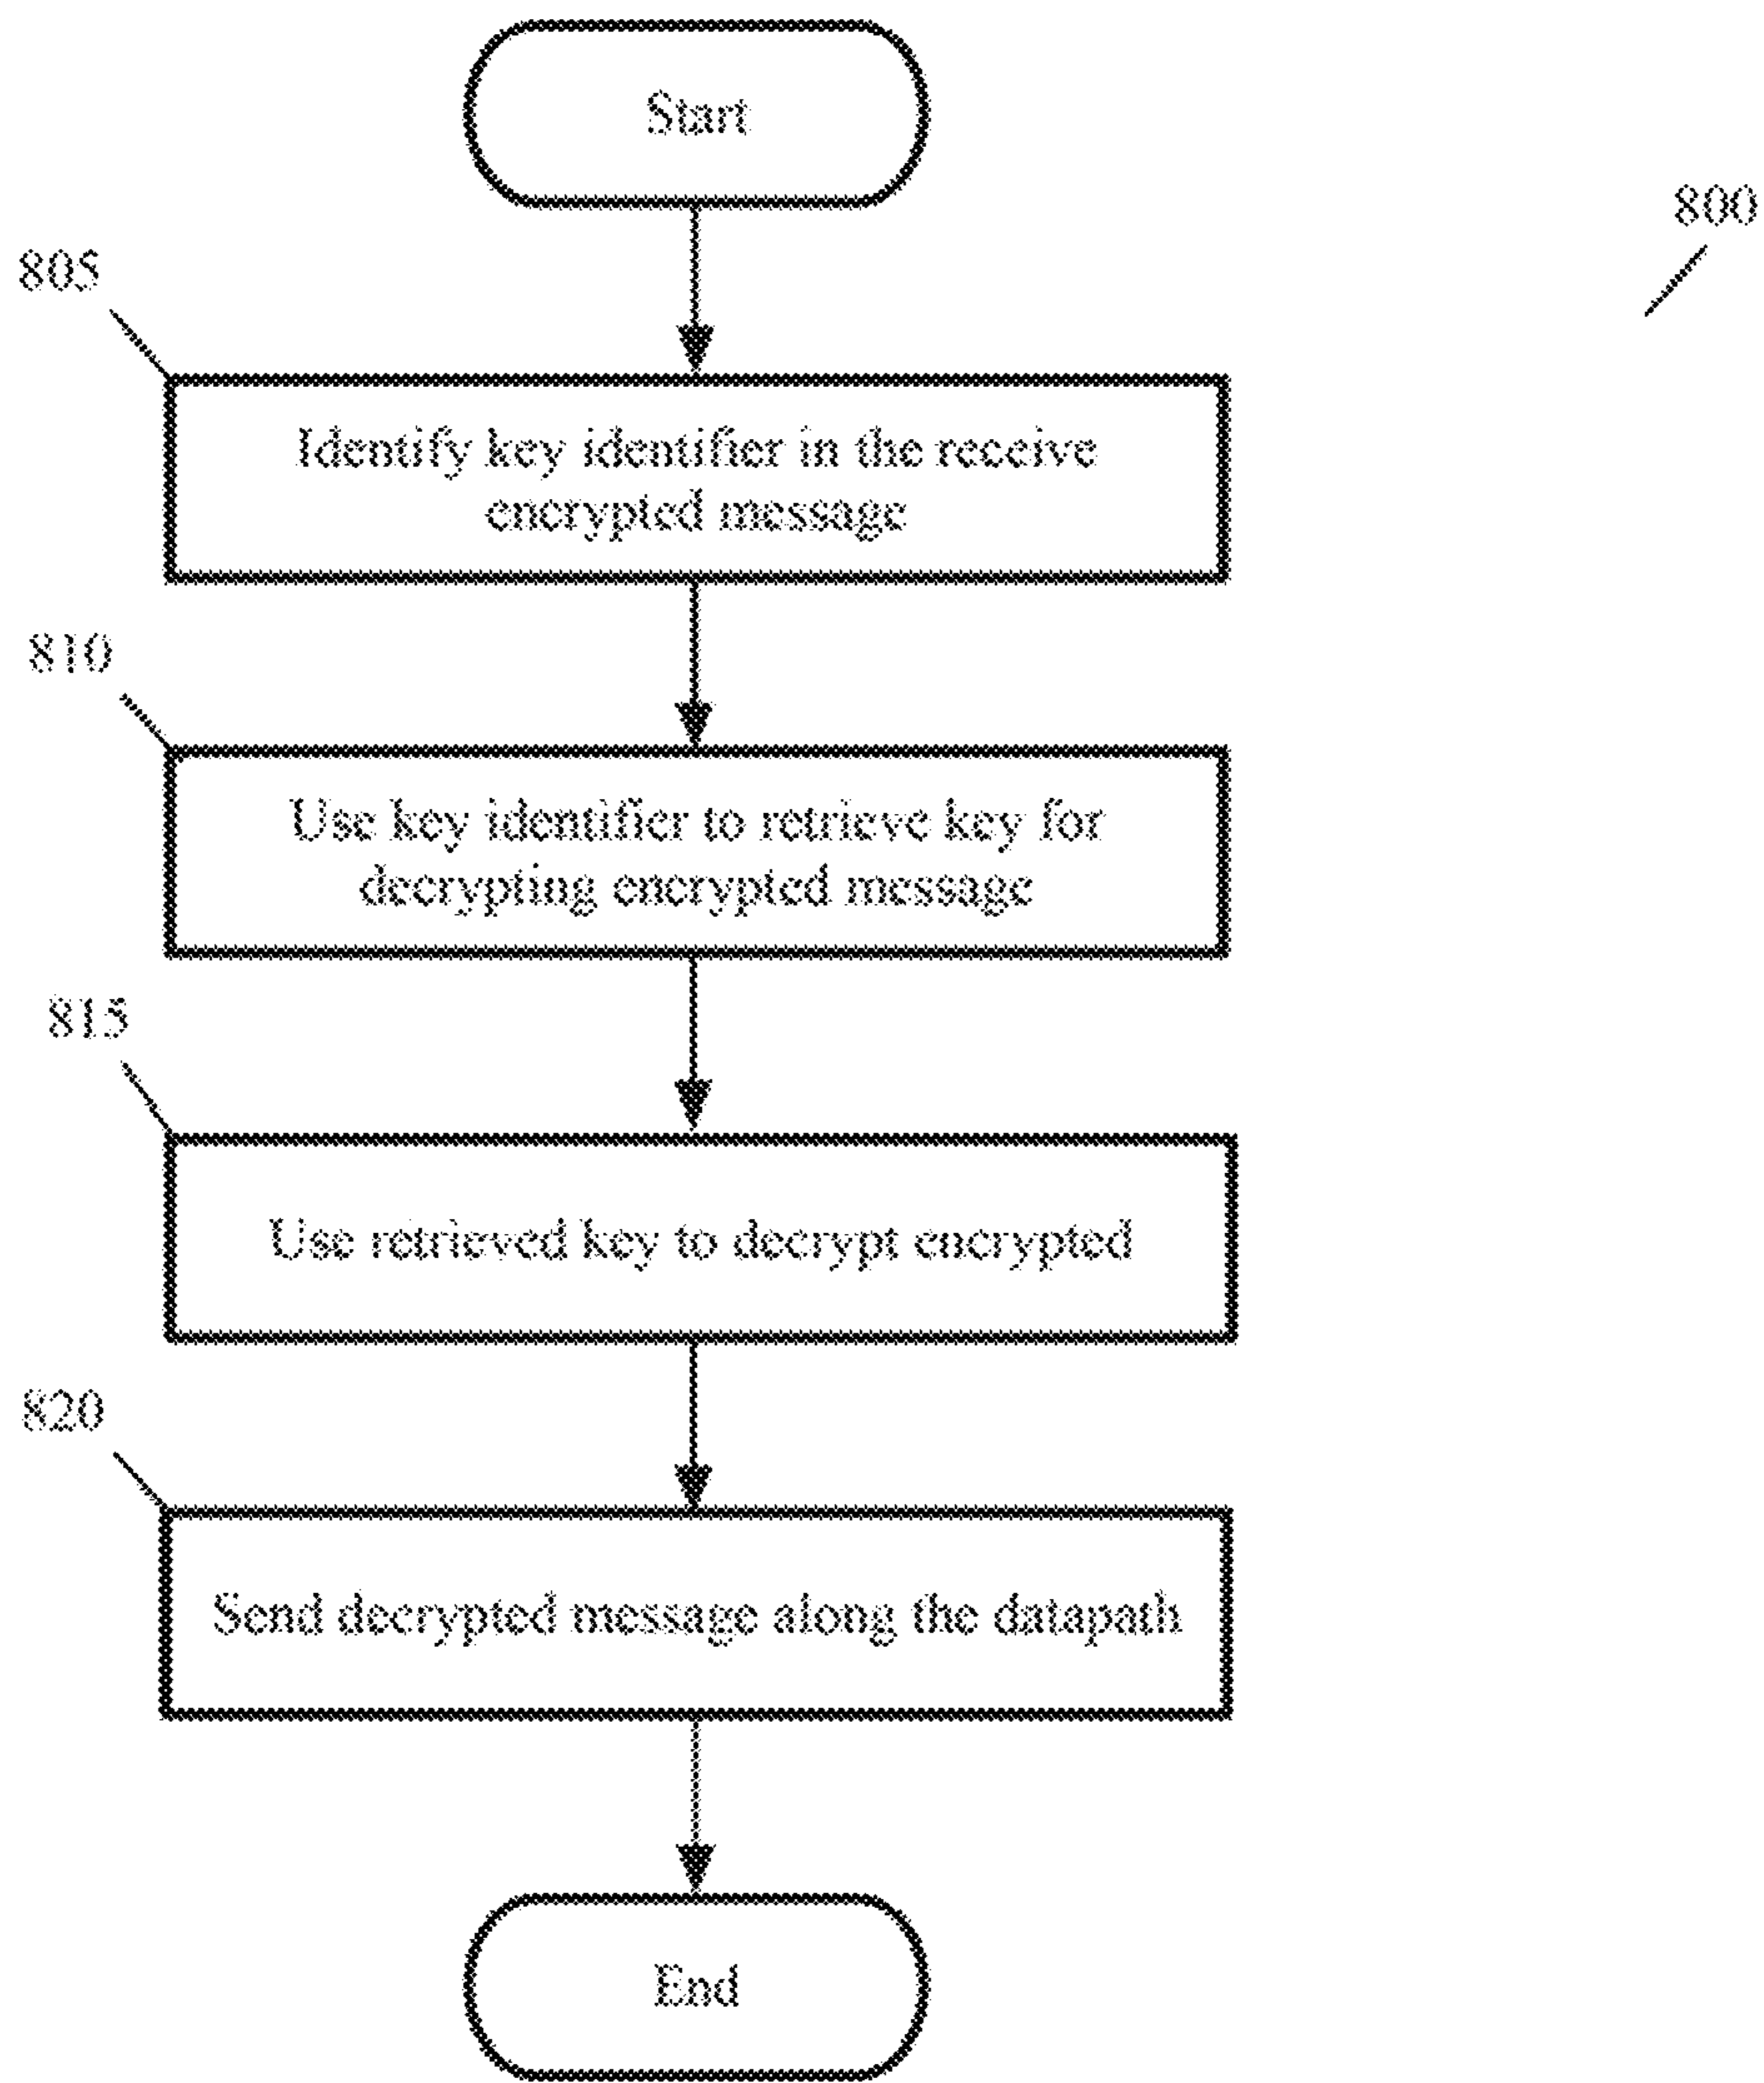 Start
800
805
Identify key identifier in the receive
encrypted message
810
Use key identifier to retrieve key for
decrypting encrypted message
815
Use retrieved key to decrypt encrypted
820
Send decrypted message along the datapath
End